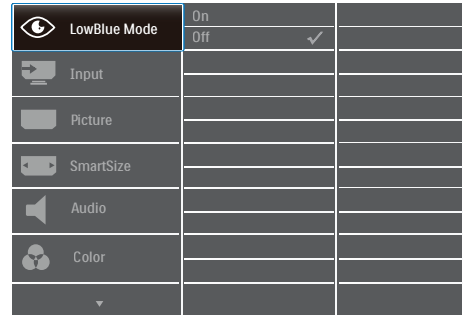 LowBlue Mode
On
Off
Input
Picture
SmartSize
Audio
Color